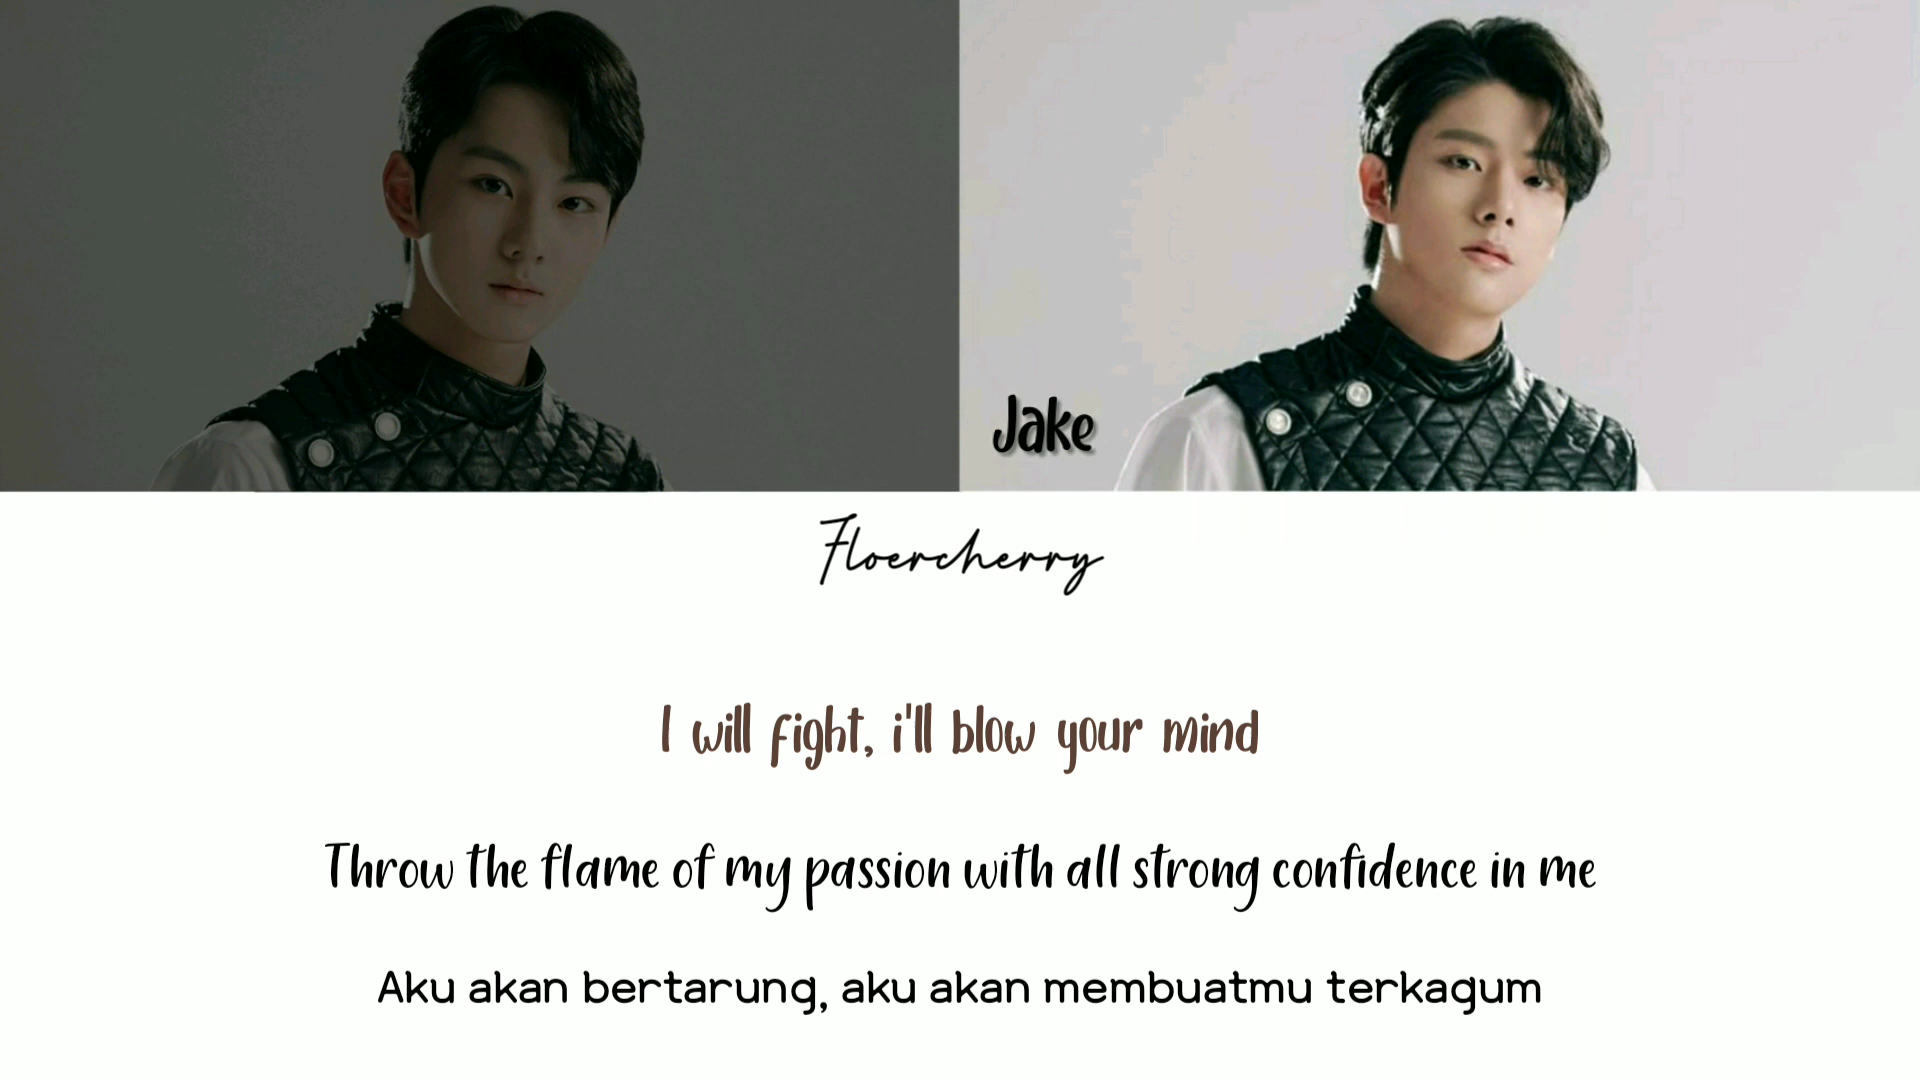 Jake
Floercherry
I will fight, i'll blow your mind
Throw the flame of my passion with all strong confidence in me
Aku akan bertarung, aku akan membuatmu terkagum